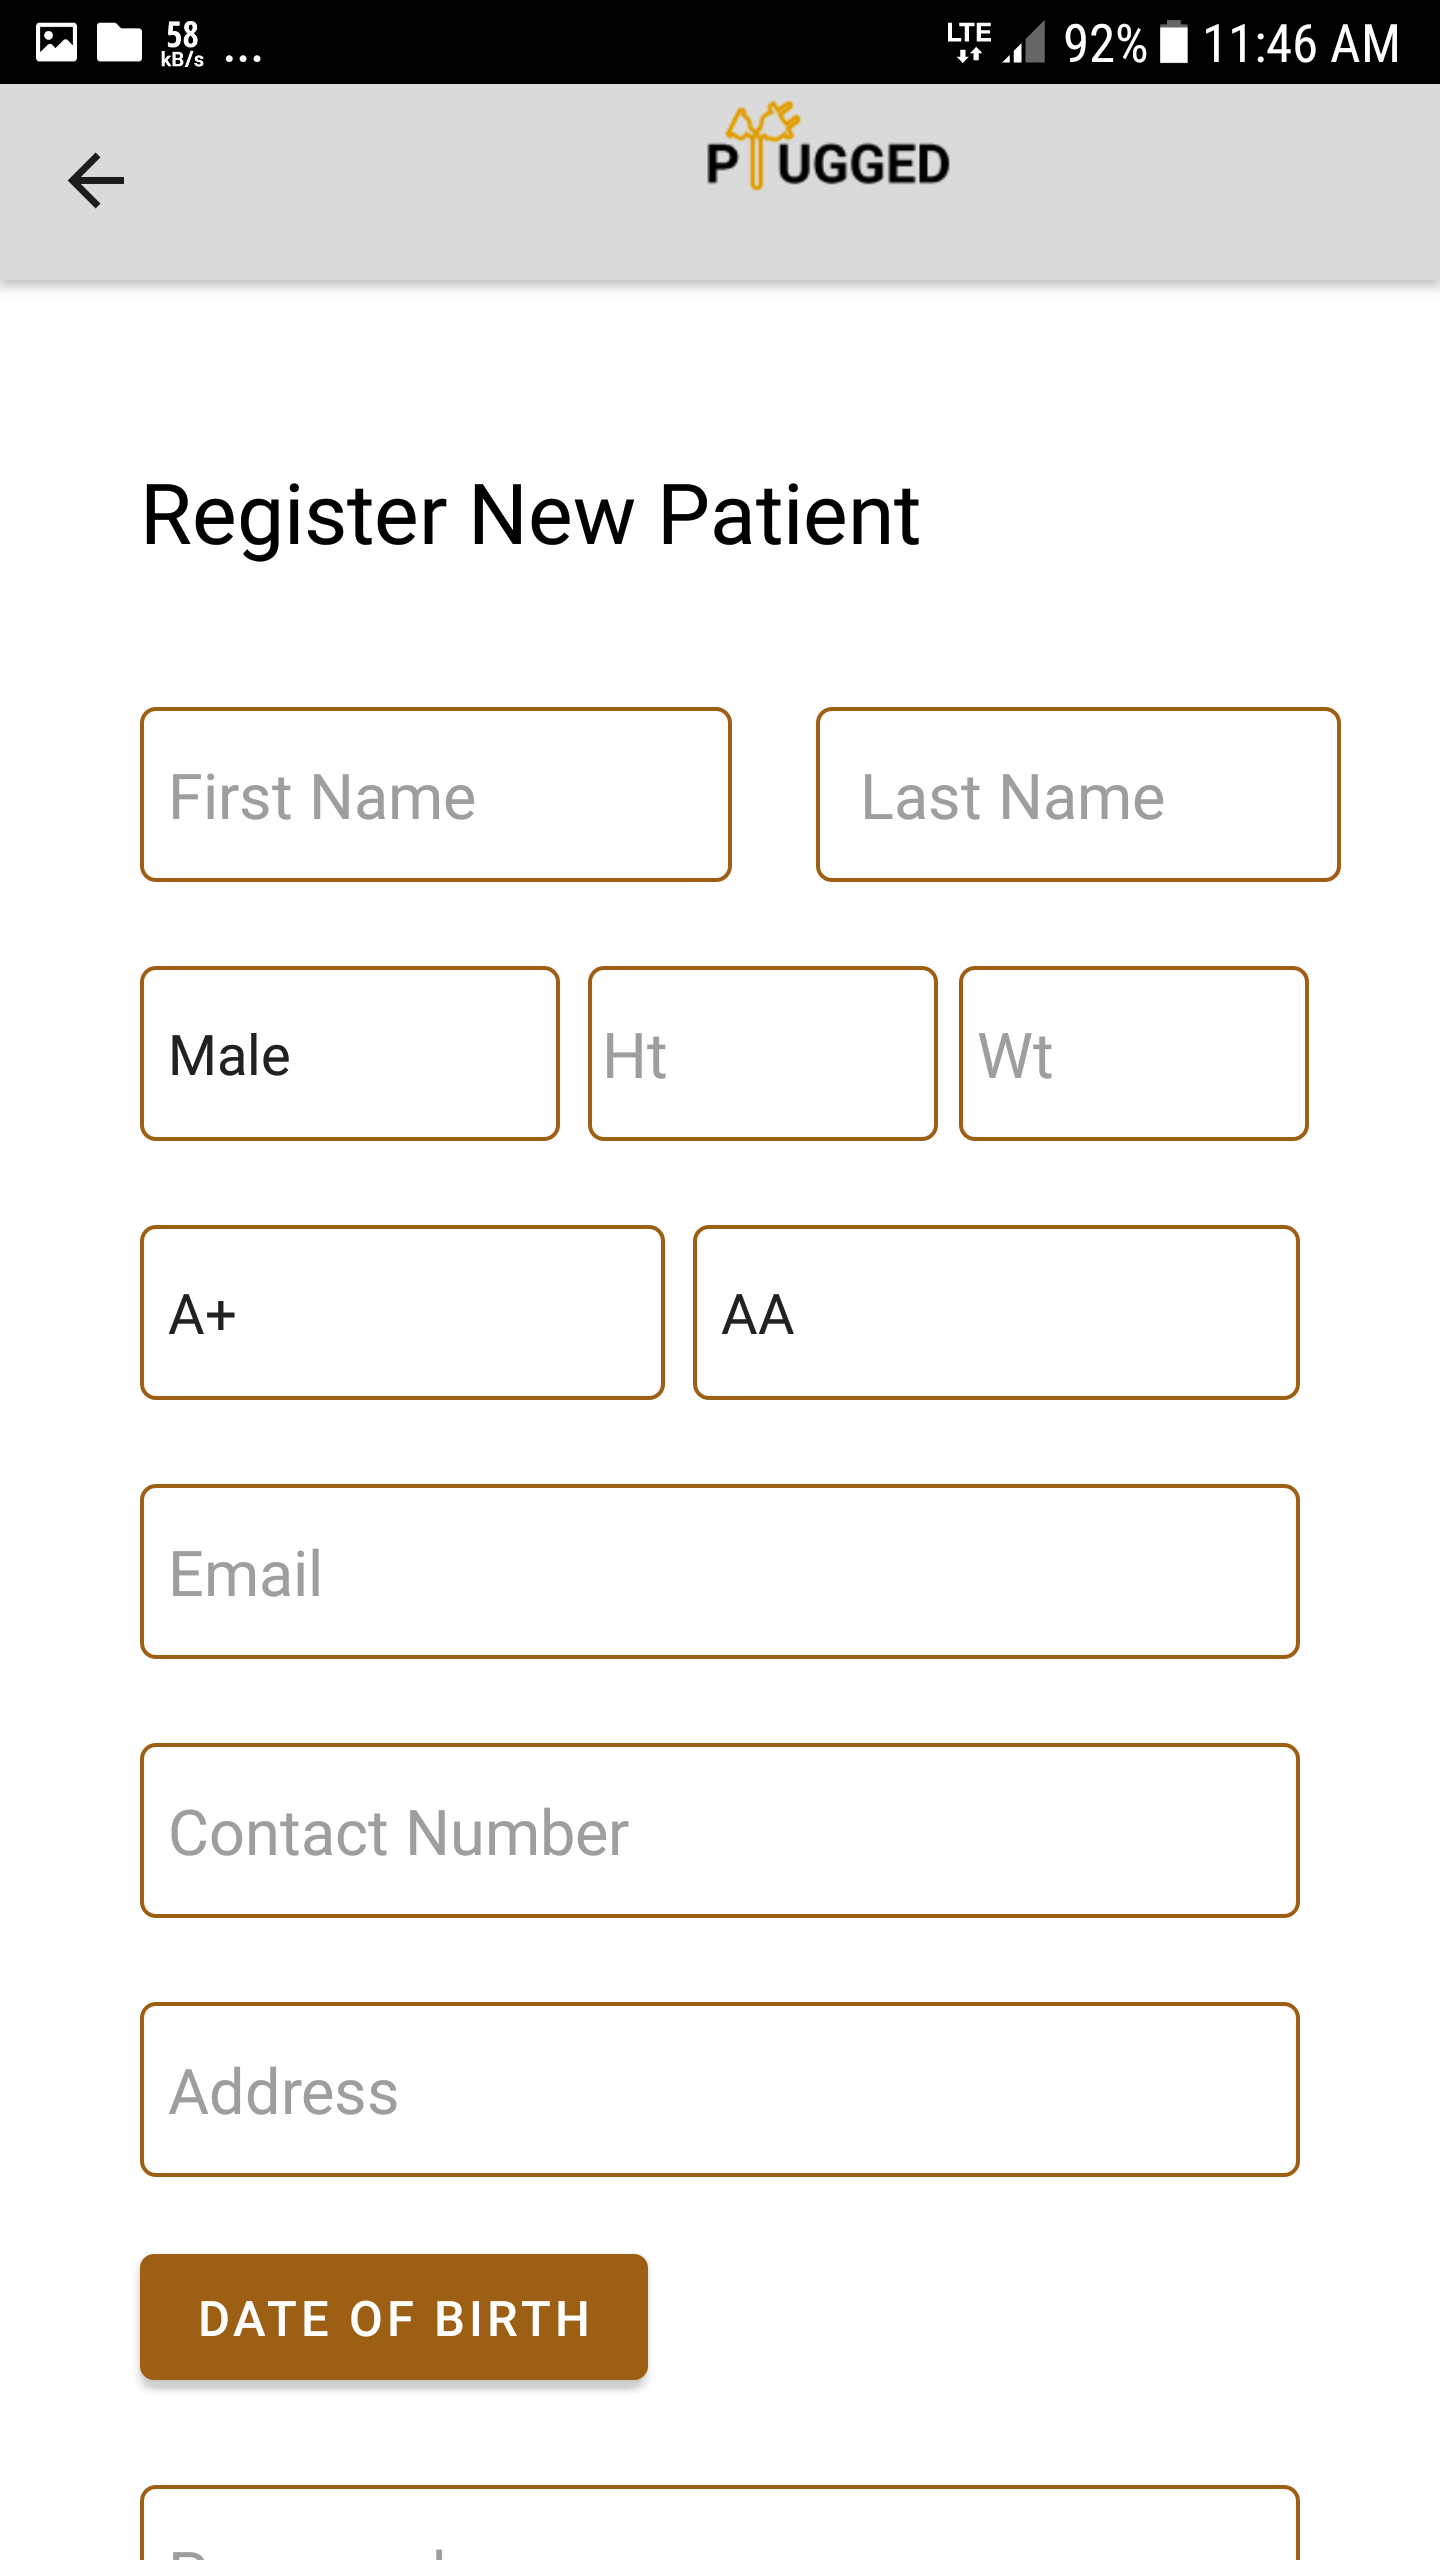 58
kB/s ...
LTE 92% 11:46 AM
PLUGGED
Register New Patient
First Name Last Name
Male Ht Wt
A+ AA
Email
Contact Number
Address
DATE OF BIRTH